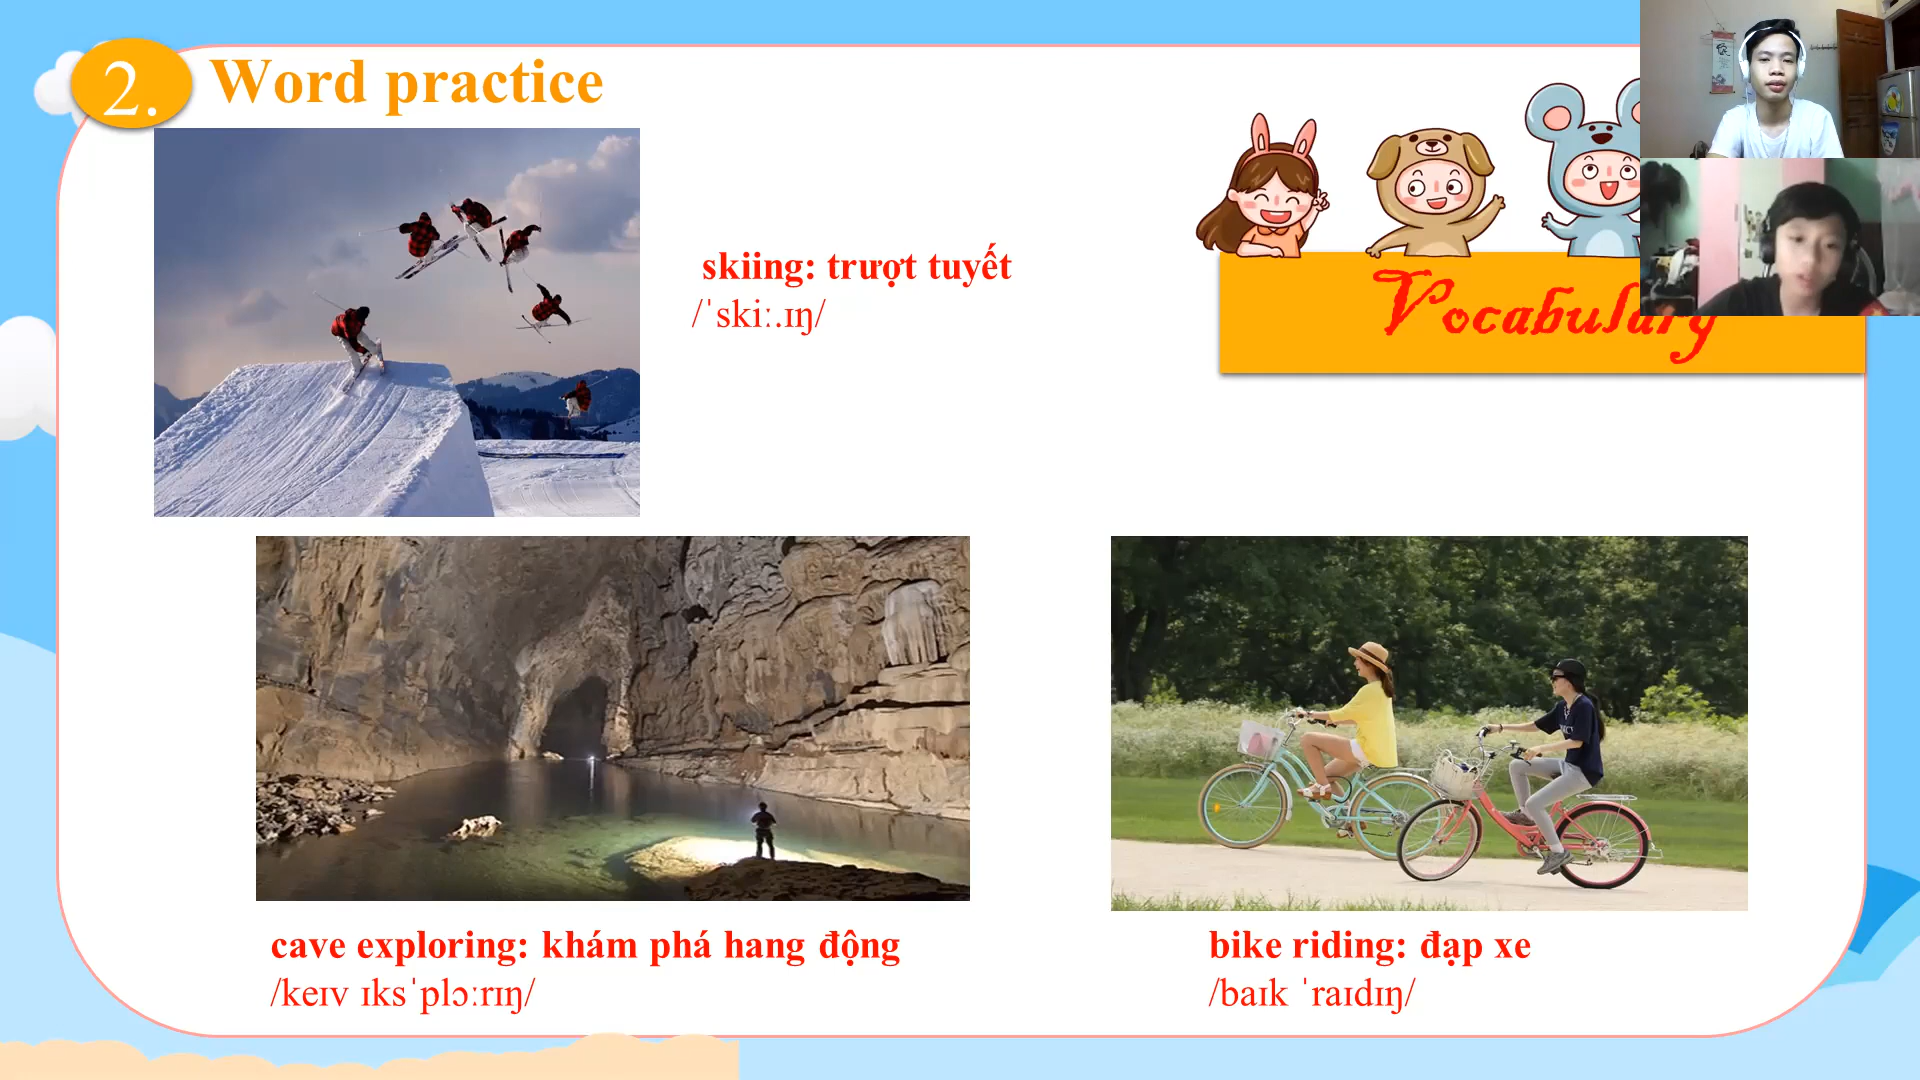 2. Word practice
skiing: trượt tuyết
/ˈskiː.ɪŋ/
Vocabulary
cave exploring: khám phá hang động
/keɪv ɪksˈplɔːrɪŋ/
bike riding: đạp xe
/baɪk ˈraɪdɪŋ/